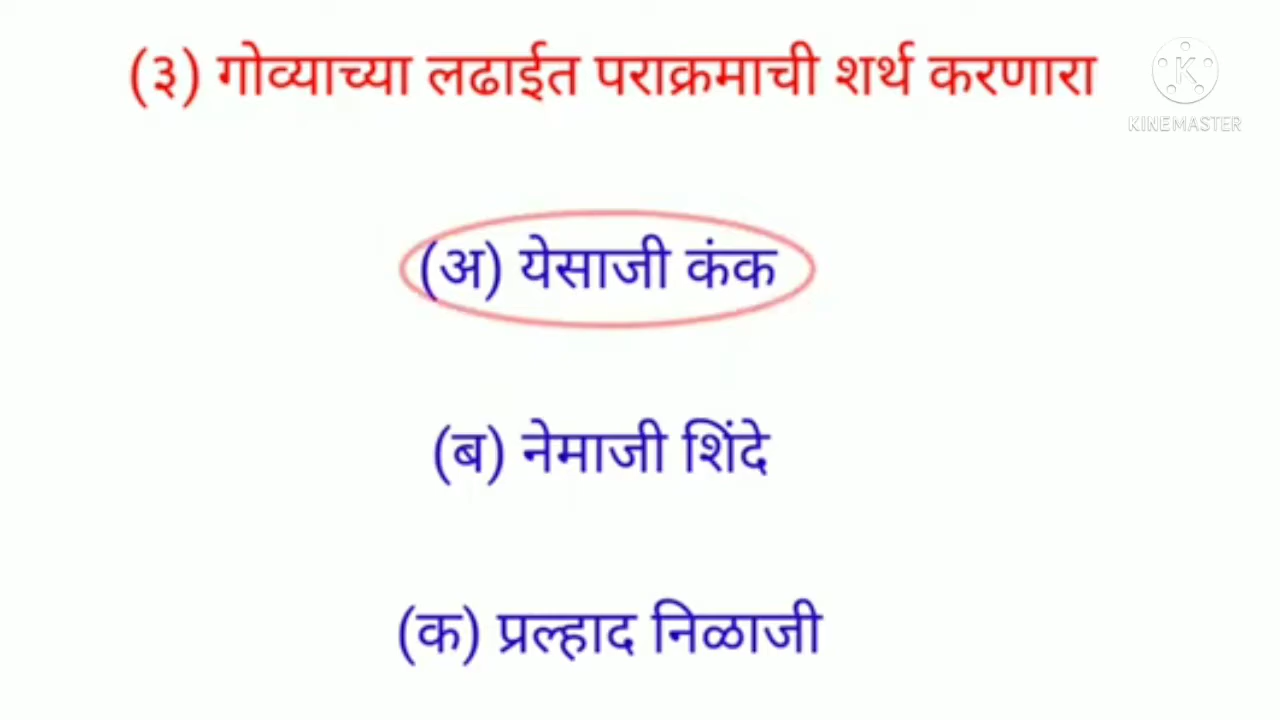 (३) गोव्याच्या लढाईत पराक्रमाची शर्थ करणारा
KINEMASTER
(अ) येसाजी कंक
(ब) नेमाजी शिंदे
(क) प्रल्हाद निळाजी